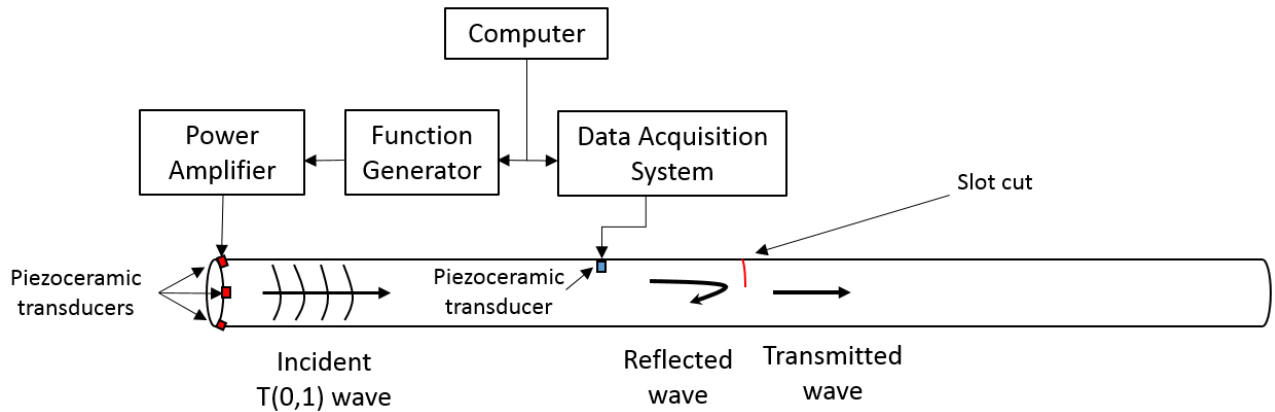 Computer
Power
Amplifier
Function
Generator
Data Acquisition
System
Slot cut
Piezoceramic
transducers
Piezoceramic
transducer
Incident
T(0,1) wave
Reflected
wave
Transmitted
wave